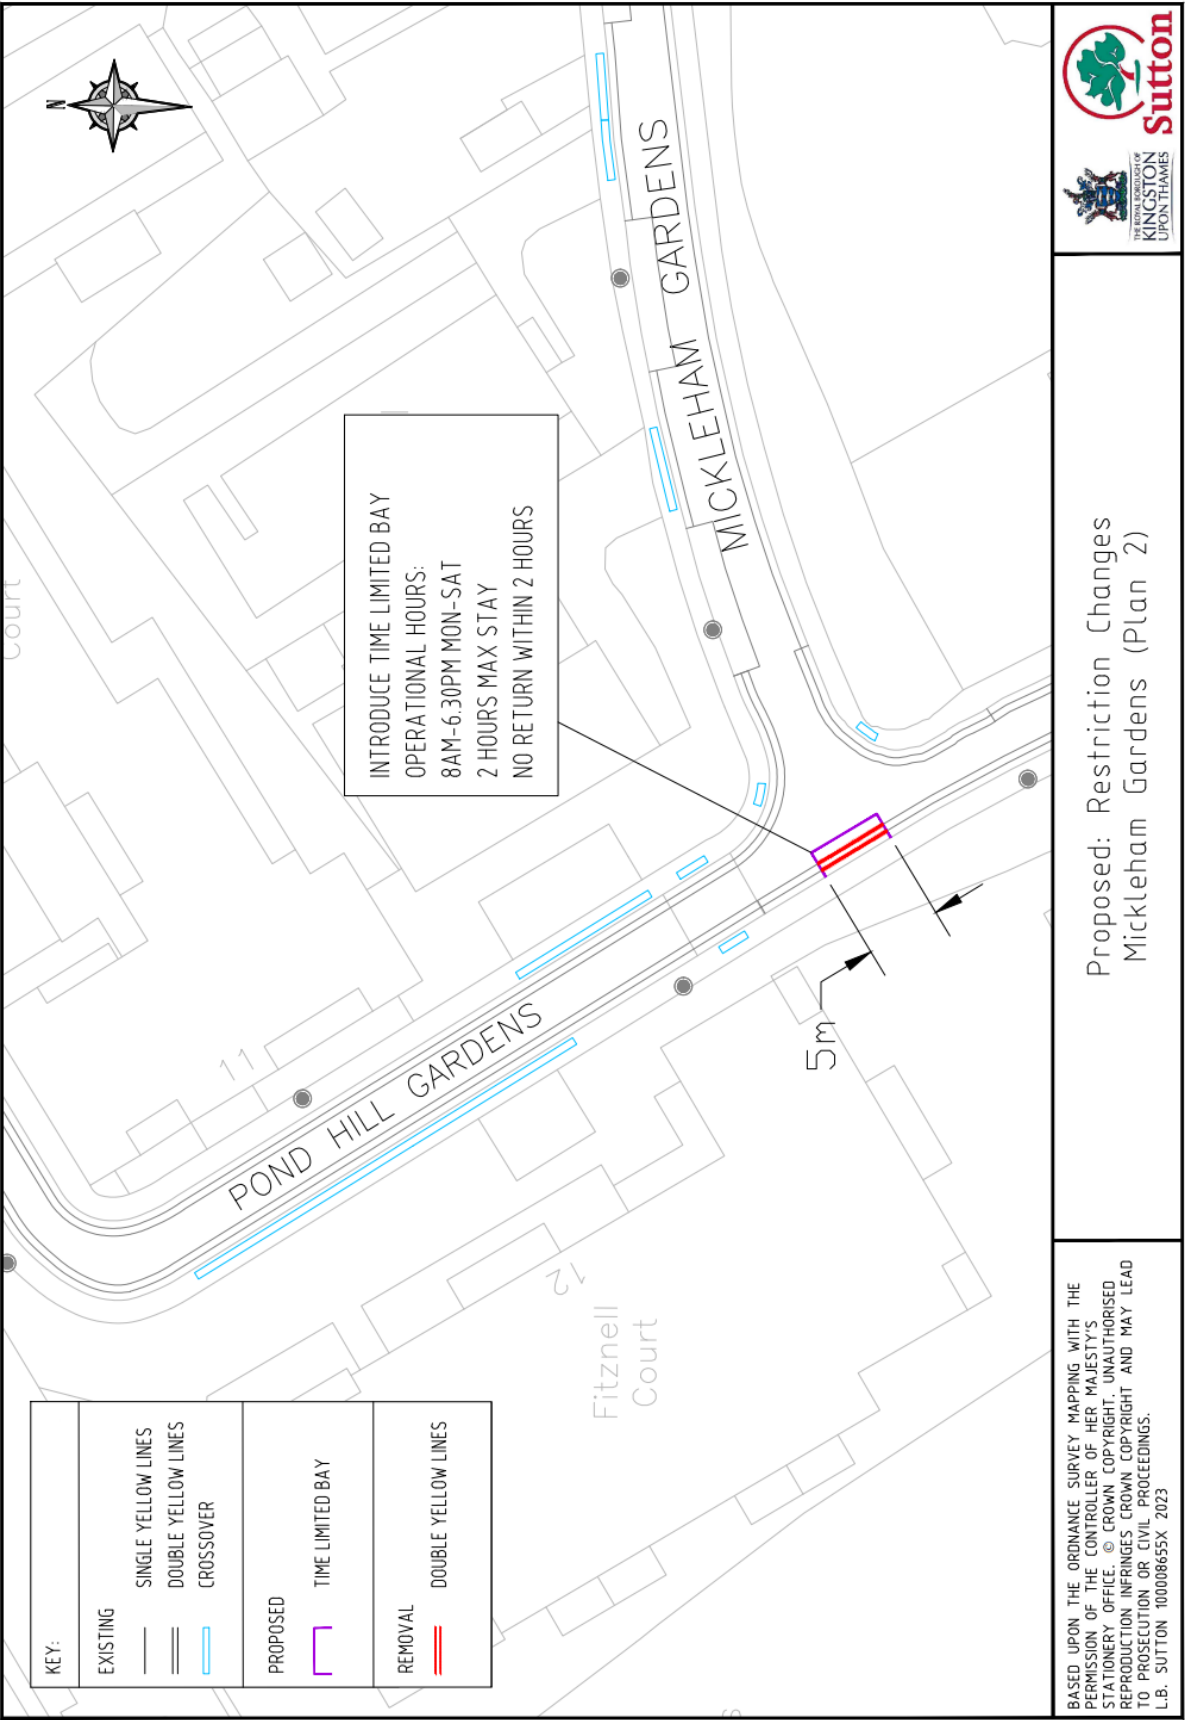 KEY:
EXISTING
SINGLE YELLOW LINES
DOUBLE YELLOW LINES
CROSSOVER
PROPOSED
TIME LIMITED BAY
REMOVAL
DOUBLE YELLOW LINES
Court
N
11
12
Fitznell
Court
POND HILL GARDENS
MICKLEHAM GARDENS
INTRODUCE TIME LIMITED BAY
OPERATIONAL HOURS:
8AM-6.30PM MON-SAT
2 HOURS MAX STAY
NO RETURN WITHIN 2 HOURS
5m
BASED UPON THE ORDNANCE SURVEY MAPPING WITH THE
PERMISSION OF THE CONTROLLER OF HER MAJESTY'S
STATIONERY OFFICE. © CROWN COPYRIGHT. UNAUTHORISED
REPRODUCTION INFRINGES CROWN COPYRIGHT AND MAY LEAD
TO PROSECUTION OR CIVIL PROCEEDINGS.
L.B. SUTTON 100008655X 2023
Proposed: Restriction Changes
Mickleham Gardens (Plan 2)
THE ROYAL BOROUGH OF
KINGSTON
UPON THAMES
Sutton